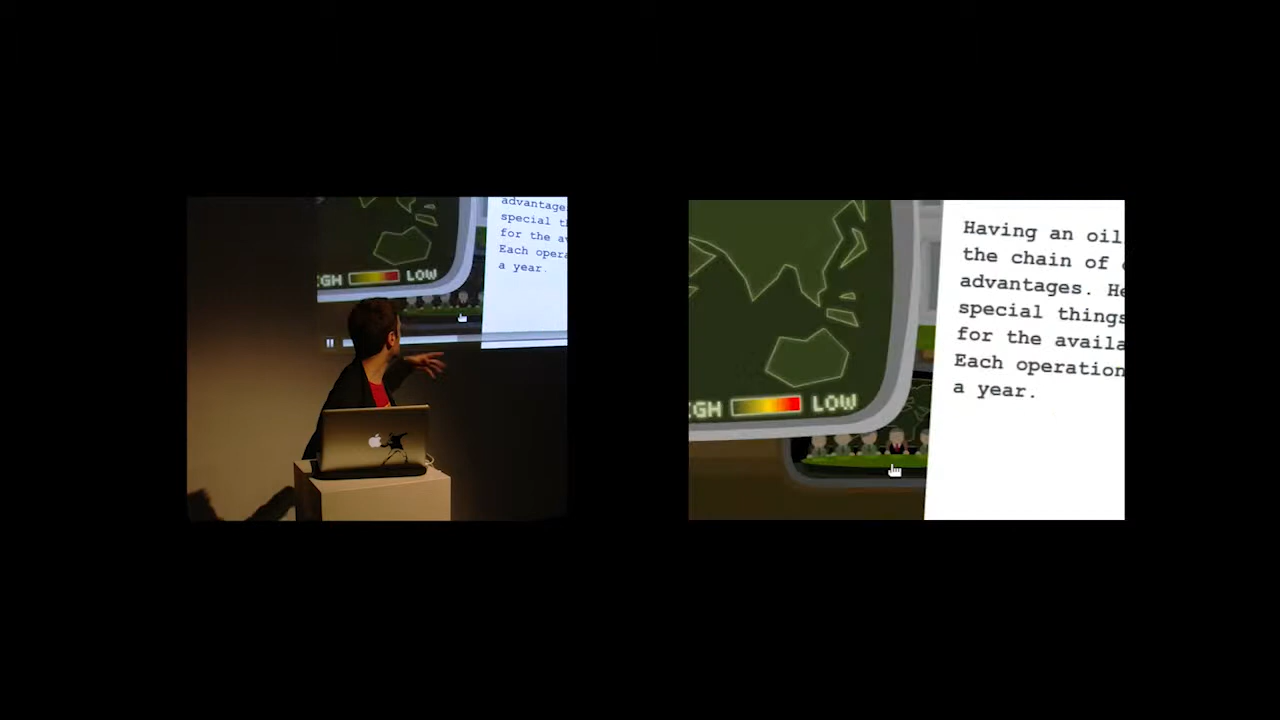 advantage
special t
for the av
Each opera
a year.
GH LOW
Having an oil
the chain of
advantages. He
special things
for the availa
Each operation
a year.
GH LOW